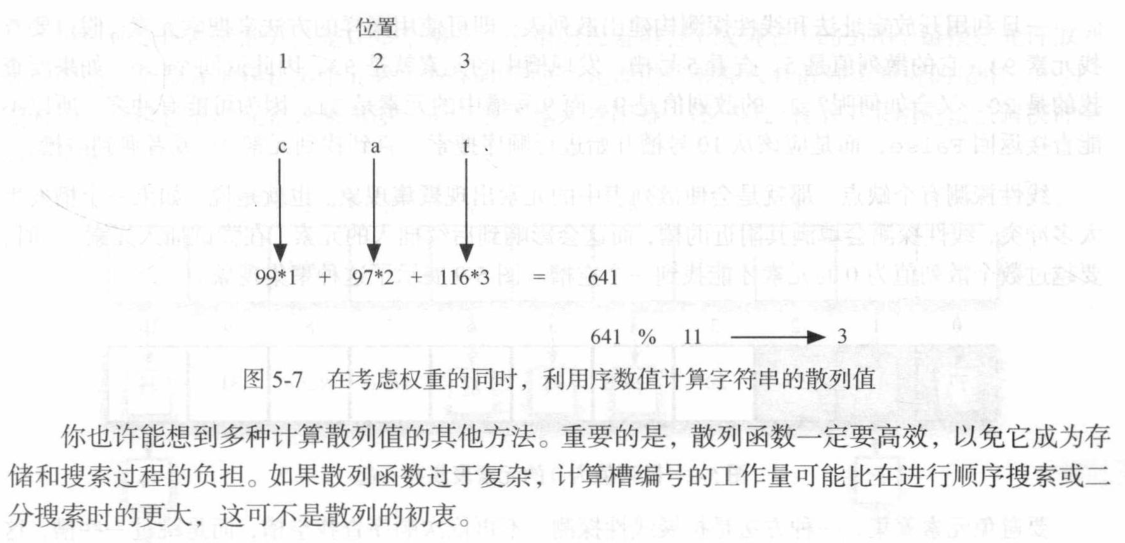 位置
1 2 3
c a t .
99*1 + 97*2 + 116*3 = 641
641 % 11 3
图 5-7 在考虑权重的同时，利用序数值计算字符串的散列值
你也许能想到多种计算散列值的其他方法。重要的是，散列函数一定要高效，以免它成为存
储和搜索过程的负担。如果散列函数过于复杂，计算槽编号的工作量可能比在进行顺序搜索或二
分搜索时的更大，这可不是散列的初衷。